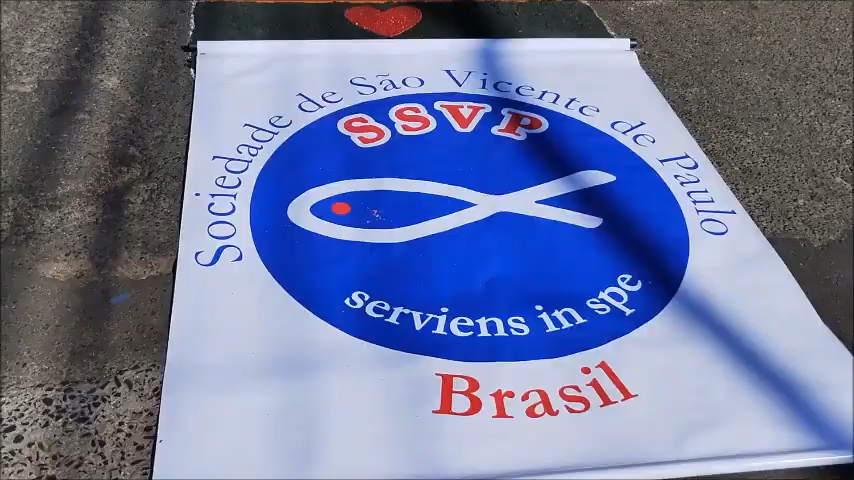 Sociedade de São Vicente de Paulo
SSVP
serviens in spe
Brasil